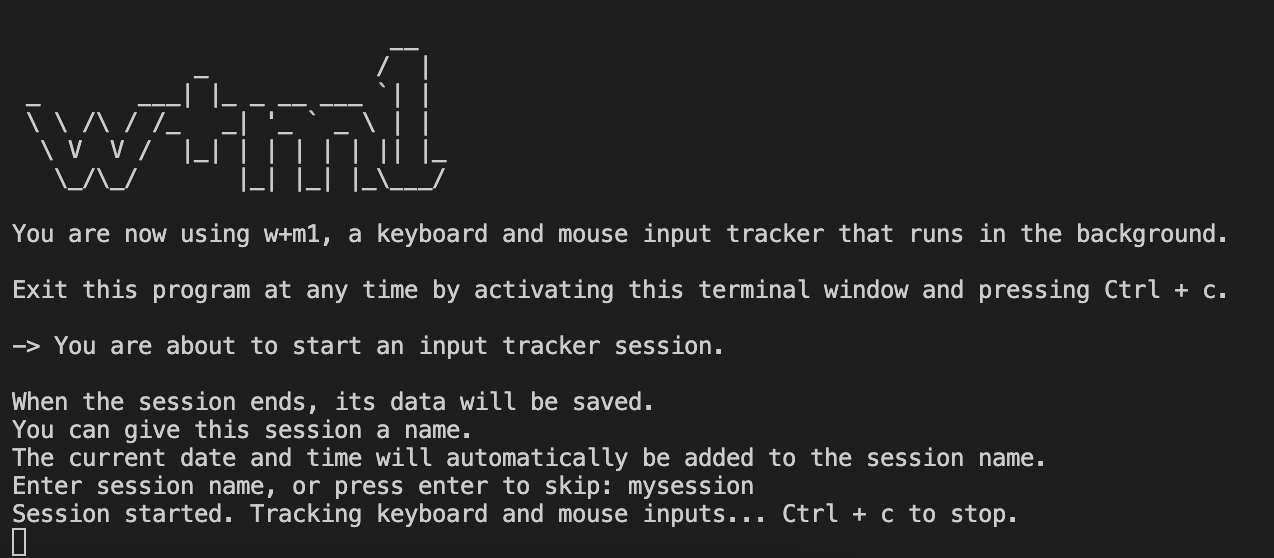 w+m1
You are now using w+m1, a keyboard and mouse input tracker that runs in the background.
Exit this program at any time by activating this terminal window and pressing Ctrl + c.
—> You are about to start an input tracker session.
When the session ends, its data will be saved.
You can give this session a name.
The current date and time will automatically be added to the session name.
Enter session name, or press enter to skip: mysession
Session started. Tracking keyboard and mouse inputs... Ctrl + c to stop.